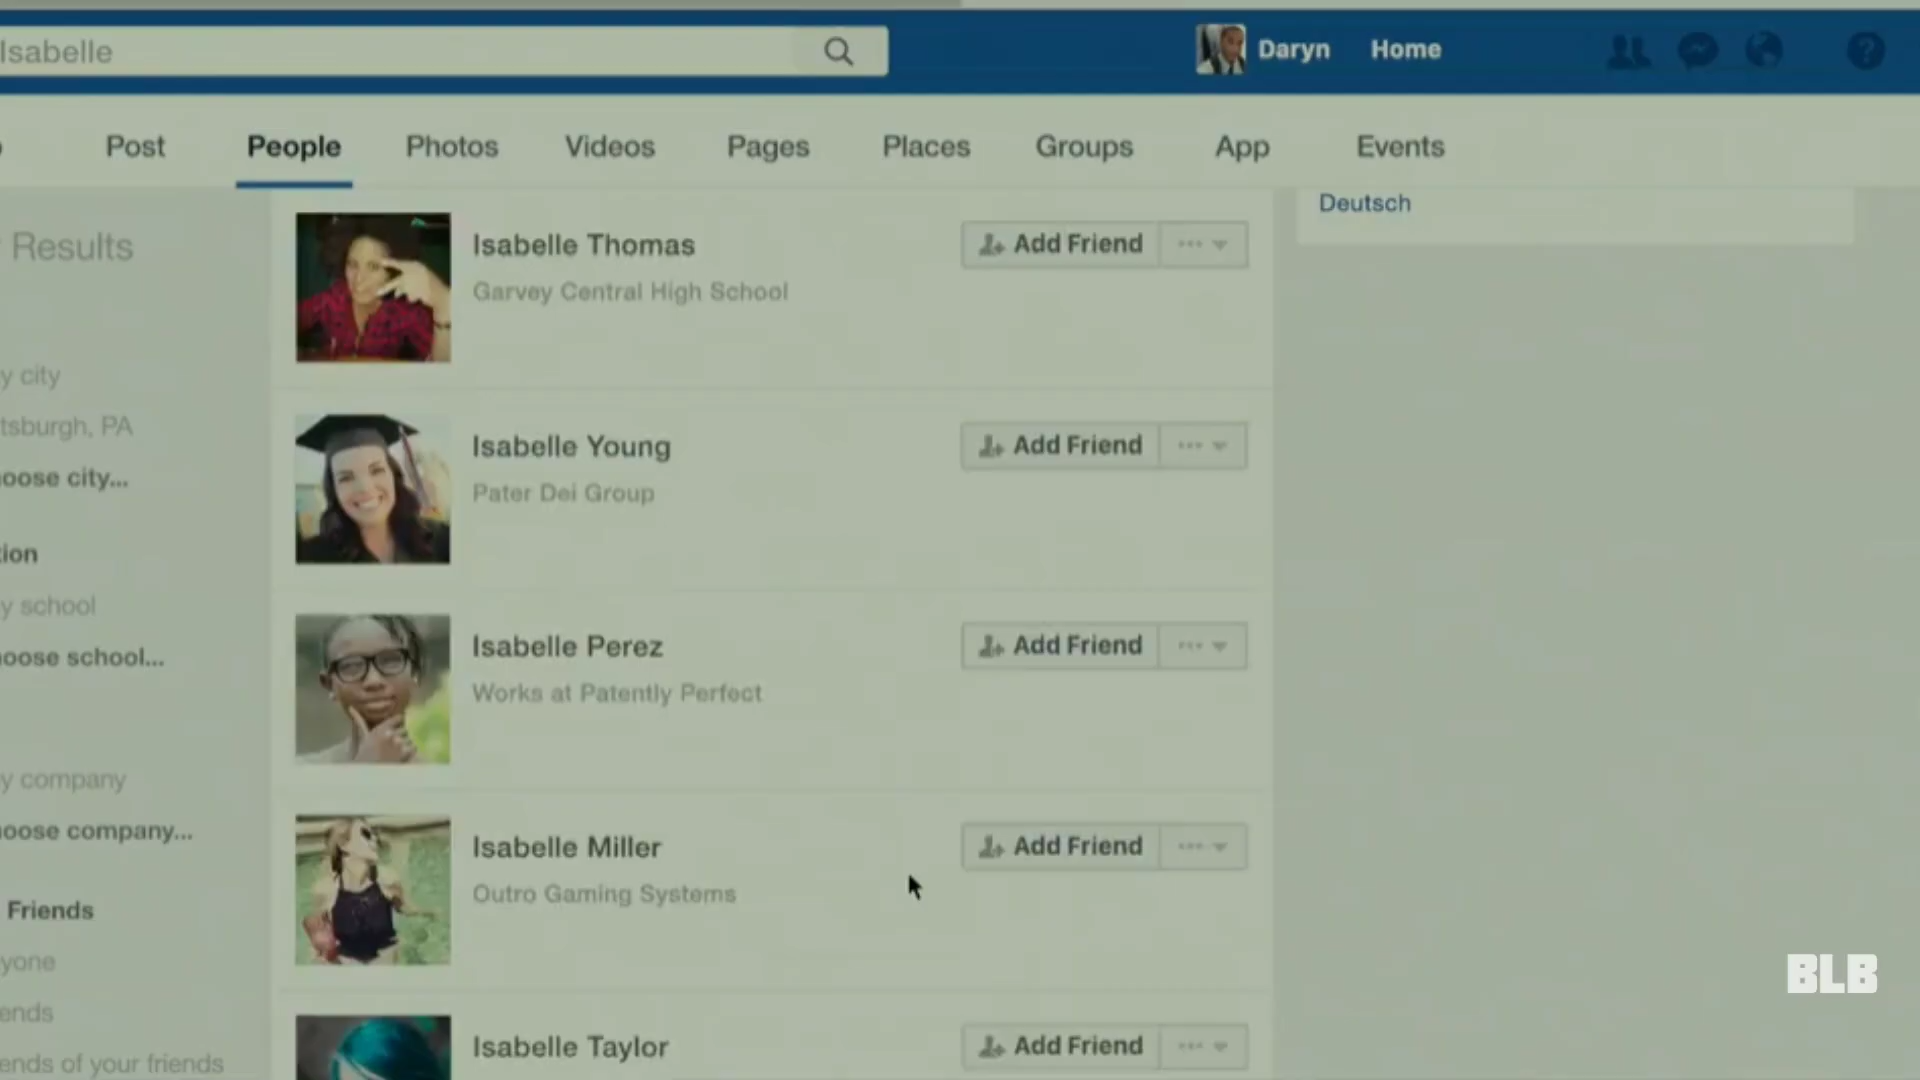 Isabelle
Daryn Home
Post People Photos Videos Pages Places Groups App Events
Deutsch
Results
Isabelle Thomas
Garvey Central High School
Add Friend
y city
tsburgh, PA
oose city...
Isabelle Young
Pater Dei Group
Add Friend
tion
y school
oose school...
Isabelle Perez
Works at Patently Perfect
Add Friend
y company
oose company...
Isabelle Miller
Outro Gaming Systems
Add Friend
Friends
yone
ends
ends of your friends
Isabelle Taylor
Add Friend
BLB